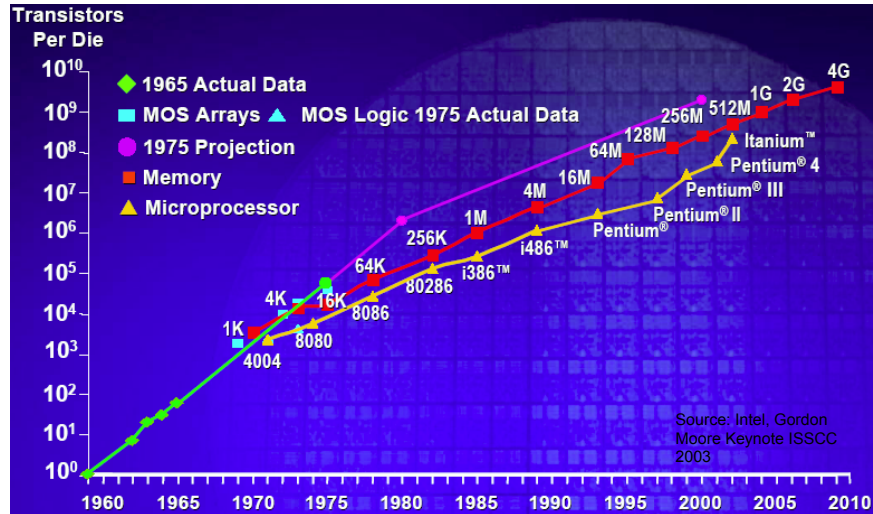 Transistors
Per Die
10¹⁰
10⁹
10⁸
10⁷
10⁶
10⁵
10⁴
10³
10²
10¹
10⁰
1965 Actual Data
MOS Arrays
MOS Logic 1975 Actual Data
1975 Projection
Memory
Microprocessor
1K
4K
16K
64K
256K
1M
4M
16M
64M
128M
256M
512M
1G
2G
4G
4004
8080
8086
80286
i386™
i486™
Pentium®
Pentium® II
Pentium® III
Pentium® 4
Itanium™
Source: Intel, Gordon
Moore Keynote ISSCC
2003
1960 1965 1970 1975 1980 1985 1990 1995 2000 2005 2010